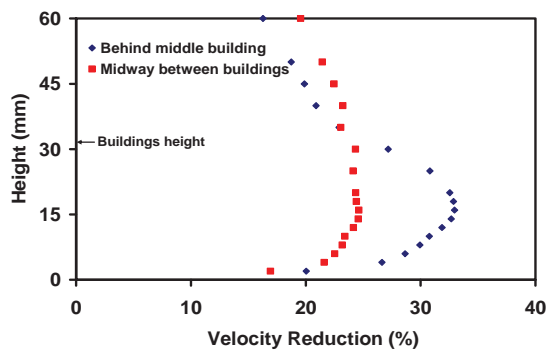 60
45
30
15
0
Height (mm)
Behind middle building
Midway between buildings
Buildings height
0
10
20
30
40
Velocity Reduction (%)